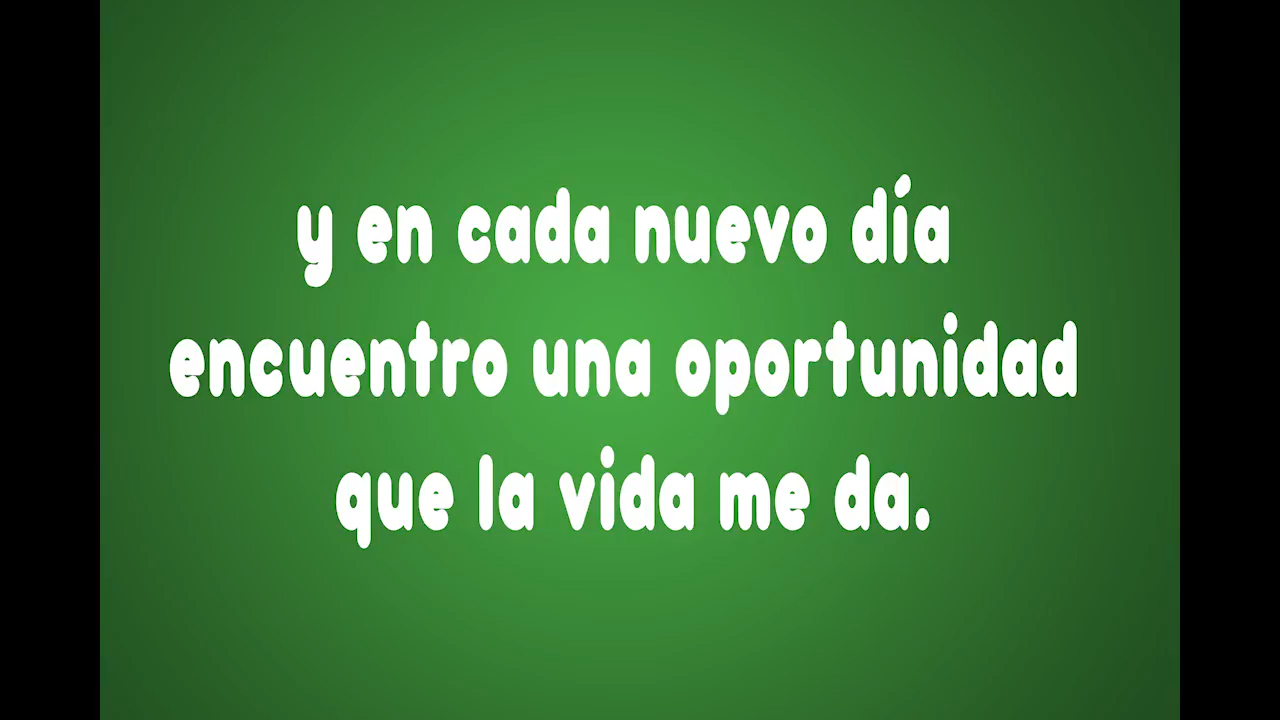 y en cada nuevo día
encuentro una oportunidad
que la vida me da.